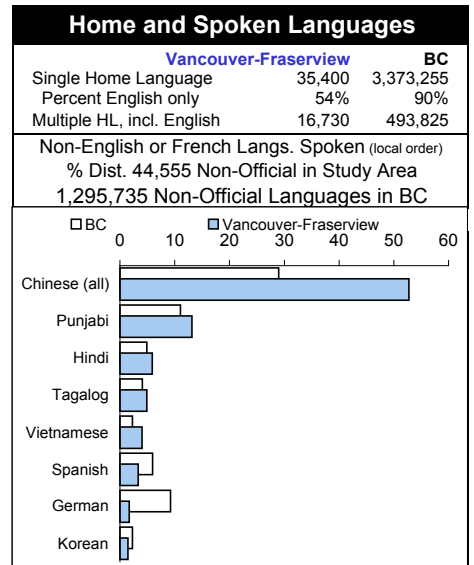 Home and Spoken Languages
Vancouver-Fraserview BC
Single Home Language 35,400 3,373,255
Percent English only 54% 90%
Multiple HL, incl. English 16,730 493,825
Non-English or French Langs. Spoken (local order)
% Dist. 44,555 Non-Official in Study Area
1,295,735 Non-Official Languages in BC
BC Vancouver-Fraserview
0 10 20 30 40 50 60
Chinese (all)
Punjabi
Hindi
Tagalog
Vietnamese
Spanish
German
Korean